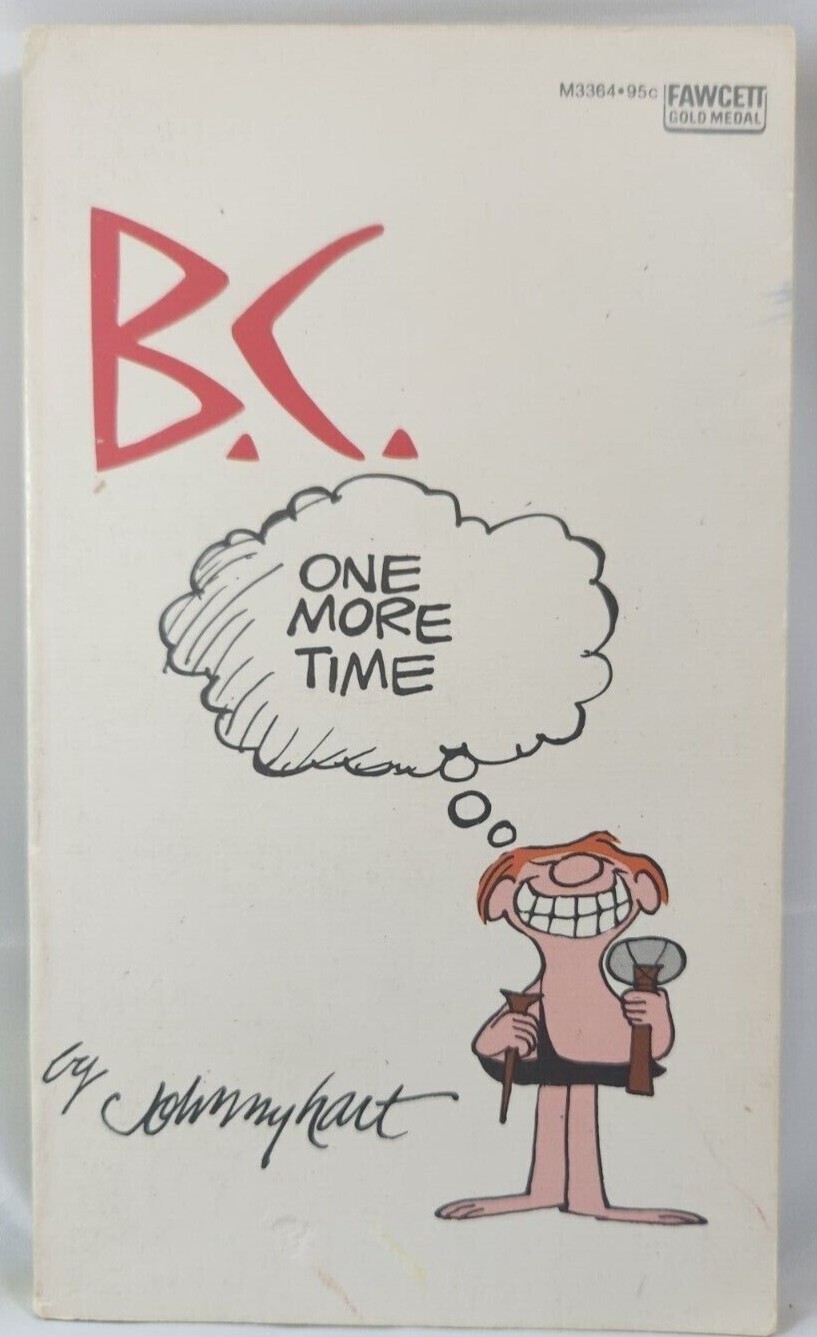 M3364•95c FAWCETT
GOLD MEDAL
B.C.
ONE
MORE
TIME
by Johnny hart